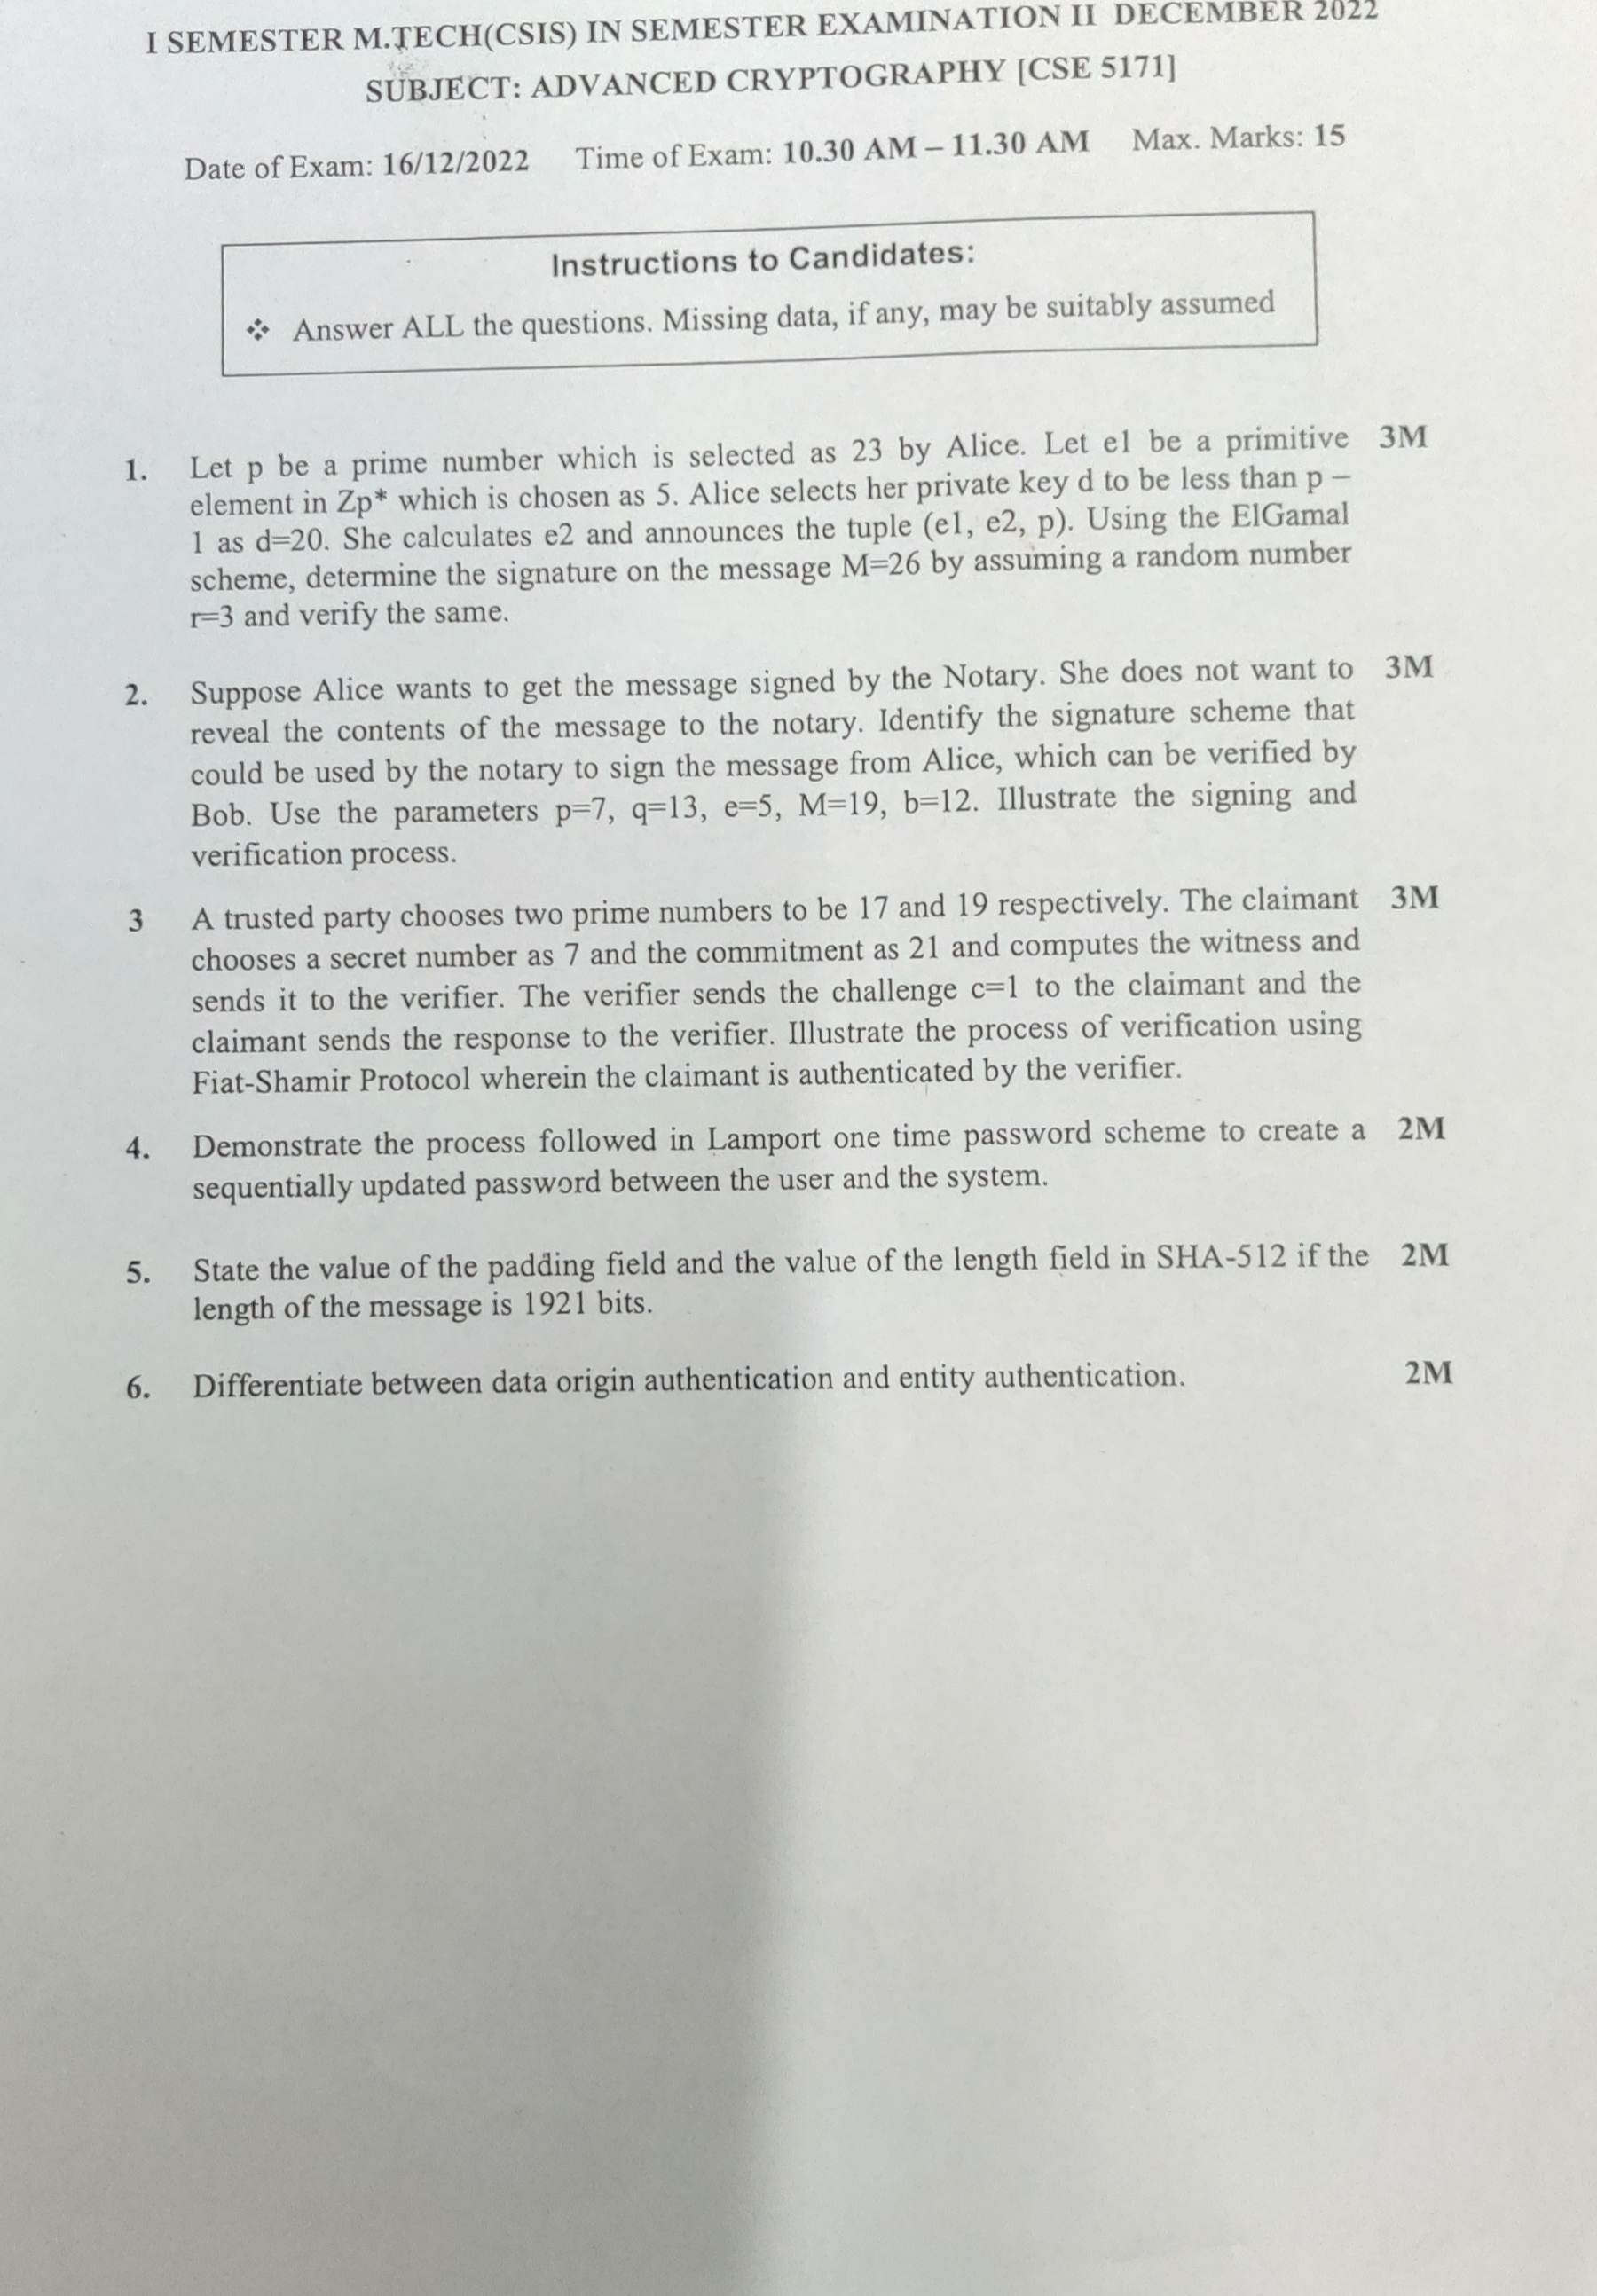 I SEMESTER M.TECH(CSIS) IN SEMESTER EXAMINATION II DECEMBER 2022
SUBJECT: ADVANCED CRYPTOGRAPHY [CSE 5171]
Date of Exam: 16/12/2022 Time of Exam: 10.30 AM – 11.30 AM Max. Marks: 15
Instructions to Candidates:
❖ Answer ALL the questions. Missing data, if any, may be suitably assumed
1. Let p be a prime number which is selected as 23 by Alice. Let e1 be a primitive 3M
element in Zp* which is chosen as 5. Alice selects her private key d to be less than p –
1 as d=20. She calculates e2 and announces the tuple (e1, e2, p). Using the ElGamal
scheme, determine the signature on the message M=26 by assuming a random number
r=3 and verify the same.
2. Suppose Alice wants to get the message signed by the Notary. She does not want to 3M
reveal the contents of the message to the notary. Identify the signature scheme that
could be used by the notary to sign the message from Alice, which can be verified by
Bob. Use the parameters p=7, q=13, e=5, M=19, b=12. Illustrate the signing and
verification process.
3 A trusted party chooses two prime numbers to be 17 and 19 respectively. The claimant 3M
chooses a secret number as 7 and the commitment as 21 and computes the witness and
sends it to the verifier. The verifier sends the challenge c=1 to the claimant and the
claimant sends the response to the verifier. Illustrate the process of verification using
Fiat-Shamir Protocol wherein the claimant is authenticated by the verifier.
4. Demonstrate the process followed in Lamport one time password scheme to create a 2M
sequentially updated password between the user and the system.
5. State the value of the padding field and the value of the length field in SHA-512 if the 2M
length of the message is 1921 bits.
6. Differentiate between data origin authentication and entity authentication. 2M